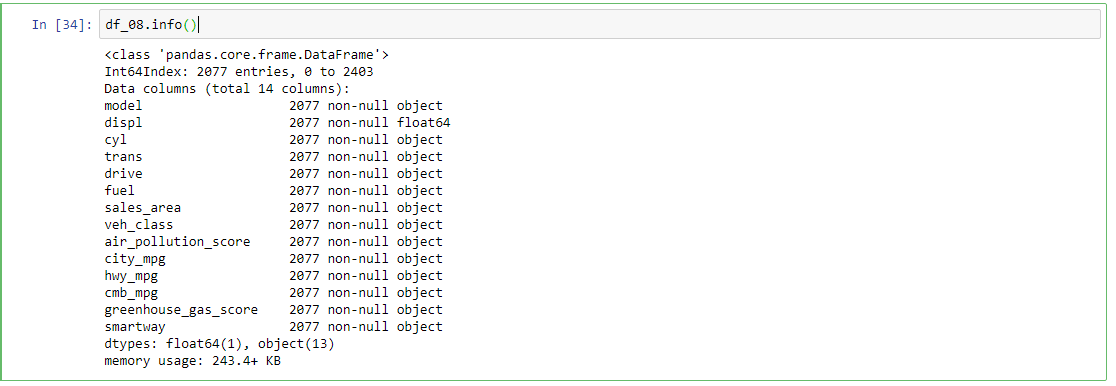 In [34]: df_08.info()
<class 'pandas.core.frame.DataFrame'>
Int64Index: 2077 entries, 0 to 2403
Data columns (total 14 columns):
model                   2077 non-null object
displ                   2077 non-null float64
cyl                     2077 non-null object
trans                   2077 non-null object
drive                   2077 non-null object
fuel                    2077 non-null object
sales_area              2077 non-null object
veh_class               2077 non-null object
air_pollution_score     2077 non-null object
city_mpg                2077 non-null object
hwy_mpg                 2077 non-null object
cmb_mpg                 2077 non-null object
greenhouse_gas_score    2077 non-null object
smartway                2077 non-null object
dtypes: float64(1), object(13)
memory usage: 243.4+ KB